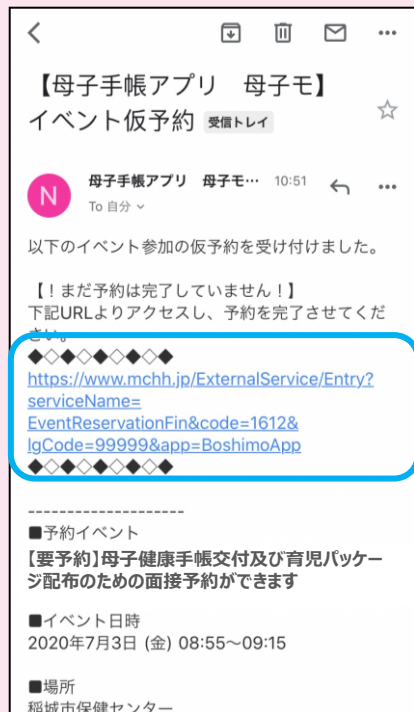 【母子手帳アプリ　母子モ】
イベント仮予約 受信トレイ
N
母子手帳アプリ　母子モ… 10:51
To 自分
以下のイベント参加の仮予約を受け付けました。
【！まだ予約は完了していません！】
下記URLよりアクセスし、予約を完了させてくだ
さい。
◆◇◆◇◆◇◆◇◆
https://www.mchh.jp/ExternalService/Entry?
serviceName=
EventReservationFin&code=1612&
lgCode=99999&app=BoshimoApp
◆◇◆◇◆◇◆◇◆
--------------------
■予約イベント
【要予約】母子健康手帳交付及び育児パッケー
ジ配布のための面接予約ができます
■イベント日時
2020年7月3日 (金) 08:55～09:15
■場所
稲城市保健センター